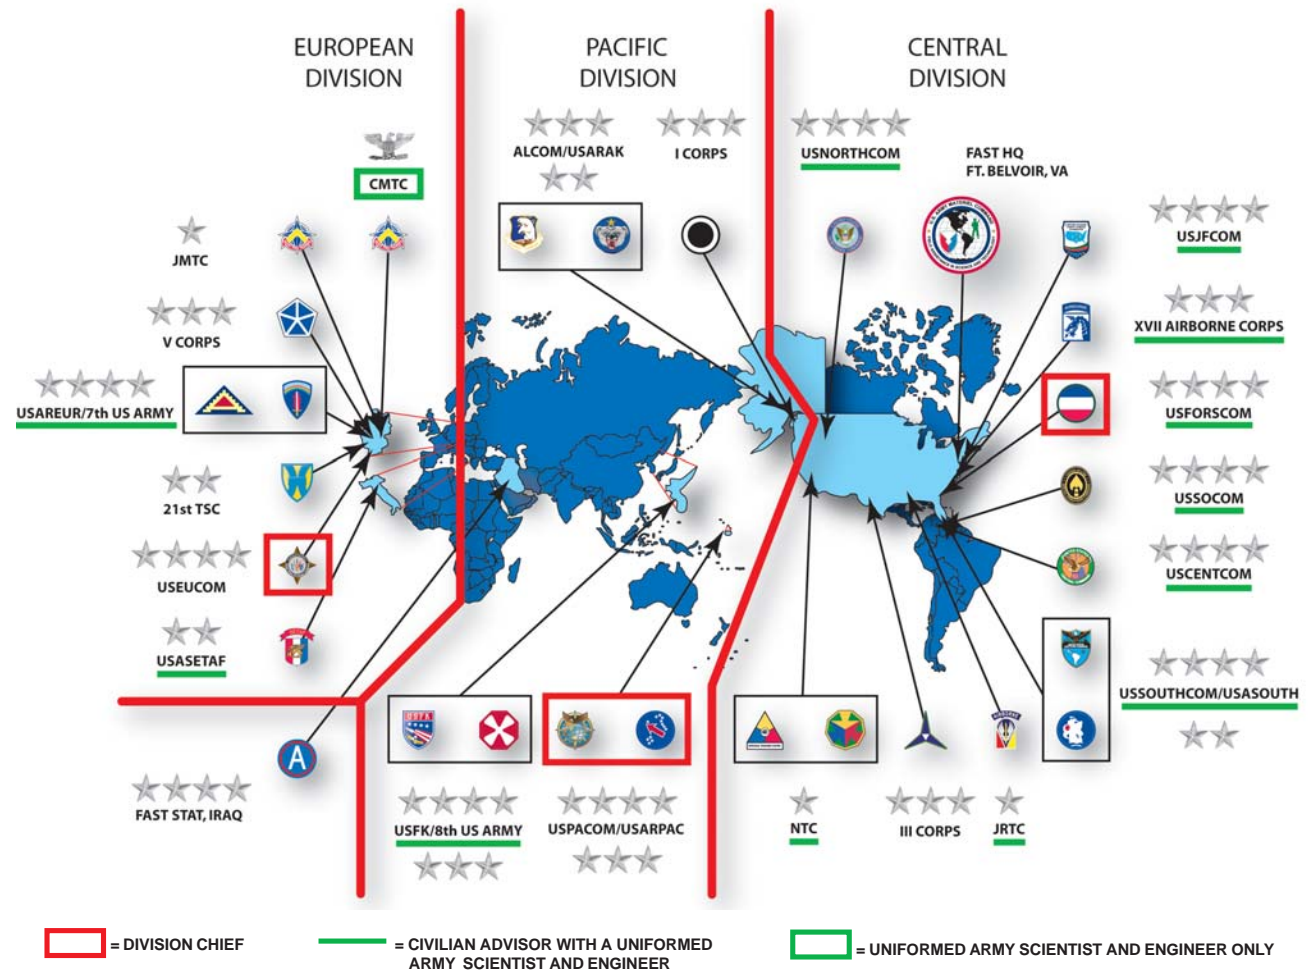 EUROPEAN
DIVISION
PACIFIC
DIVISION
CENTRAL
DIVISION
CMTC
JMTC
V CORPS
USAREUR/7th US ARMY
21st TSC
USEUCOM
USASETAF
FAST STAT, IRAQ
ALCOM/USARAK
I CORPS
USFK/8th US ARMY
USPACOM/USARPAC
USNORTHCOM
FAST HQ
FT. BELVOIR, VA
USJFCOM
XVII AIRBORNE CORPS
USFORSCOM
USSOCOM
USCENTCOM
USSOUTHCOM/USASOUTH
NTC
III CORPS
JRTC
= DIVISION CHIEF
= CIVILIAN ADVISOR WITH A UNIFORMED
ARMY SCIENTIST AND ENGINEER
= UNIFORMED ARMY SCIENTIST AND ENGINEER ONLY